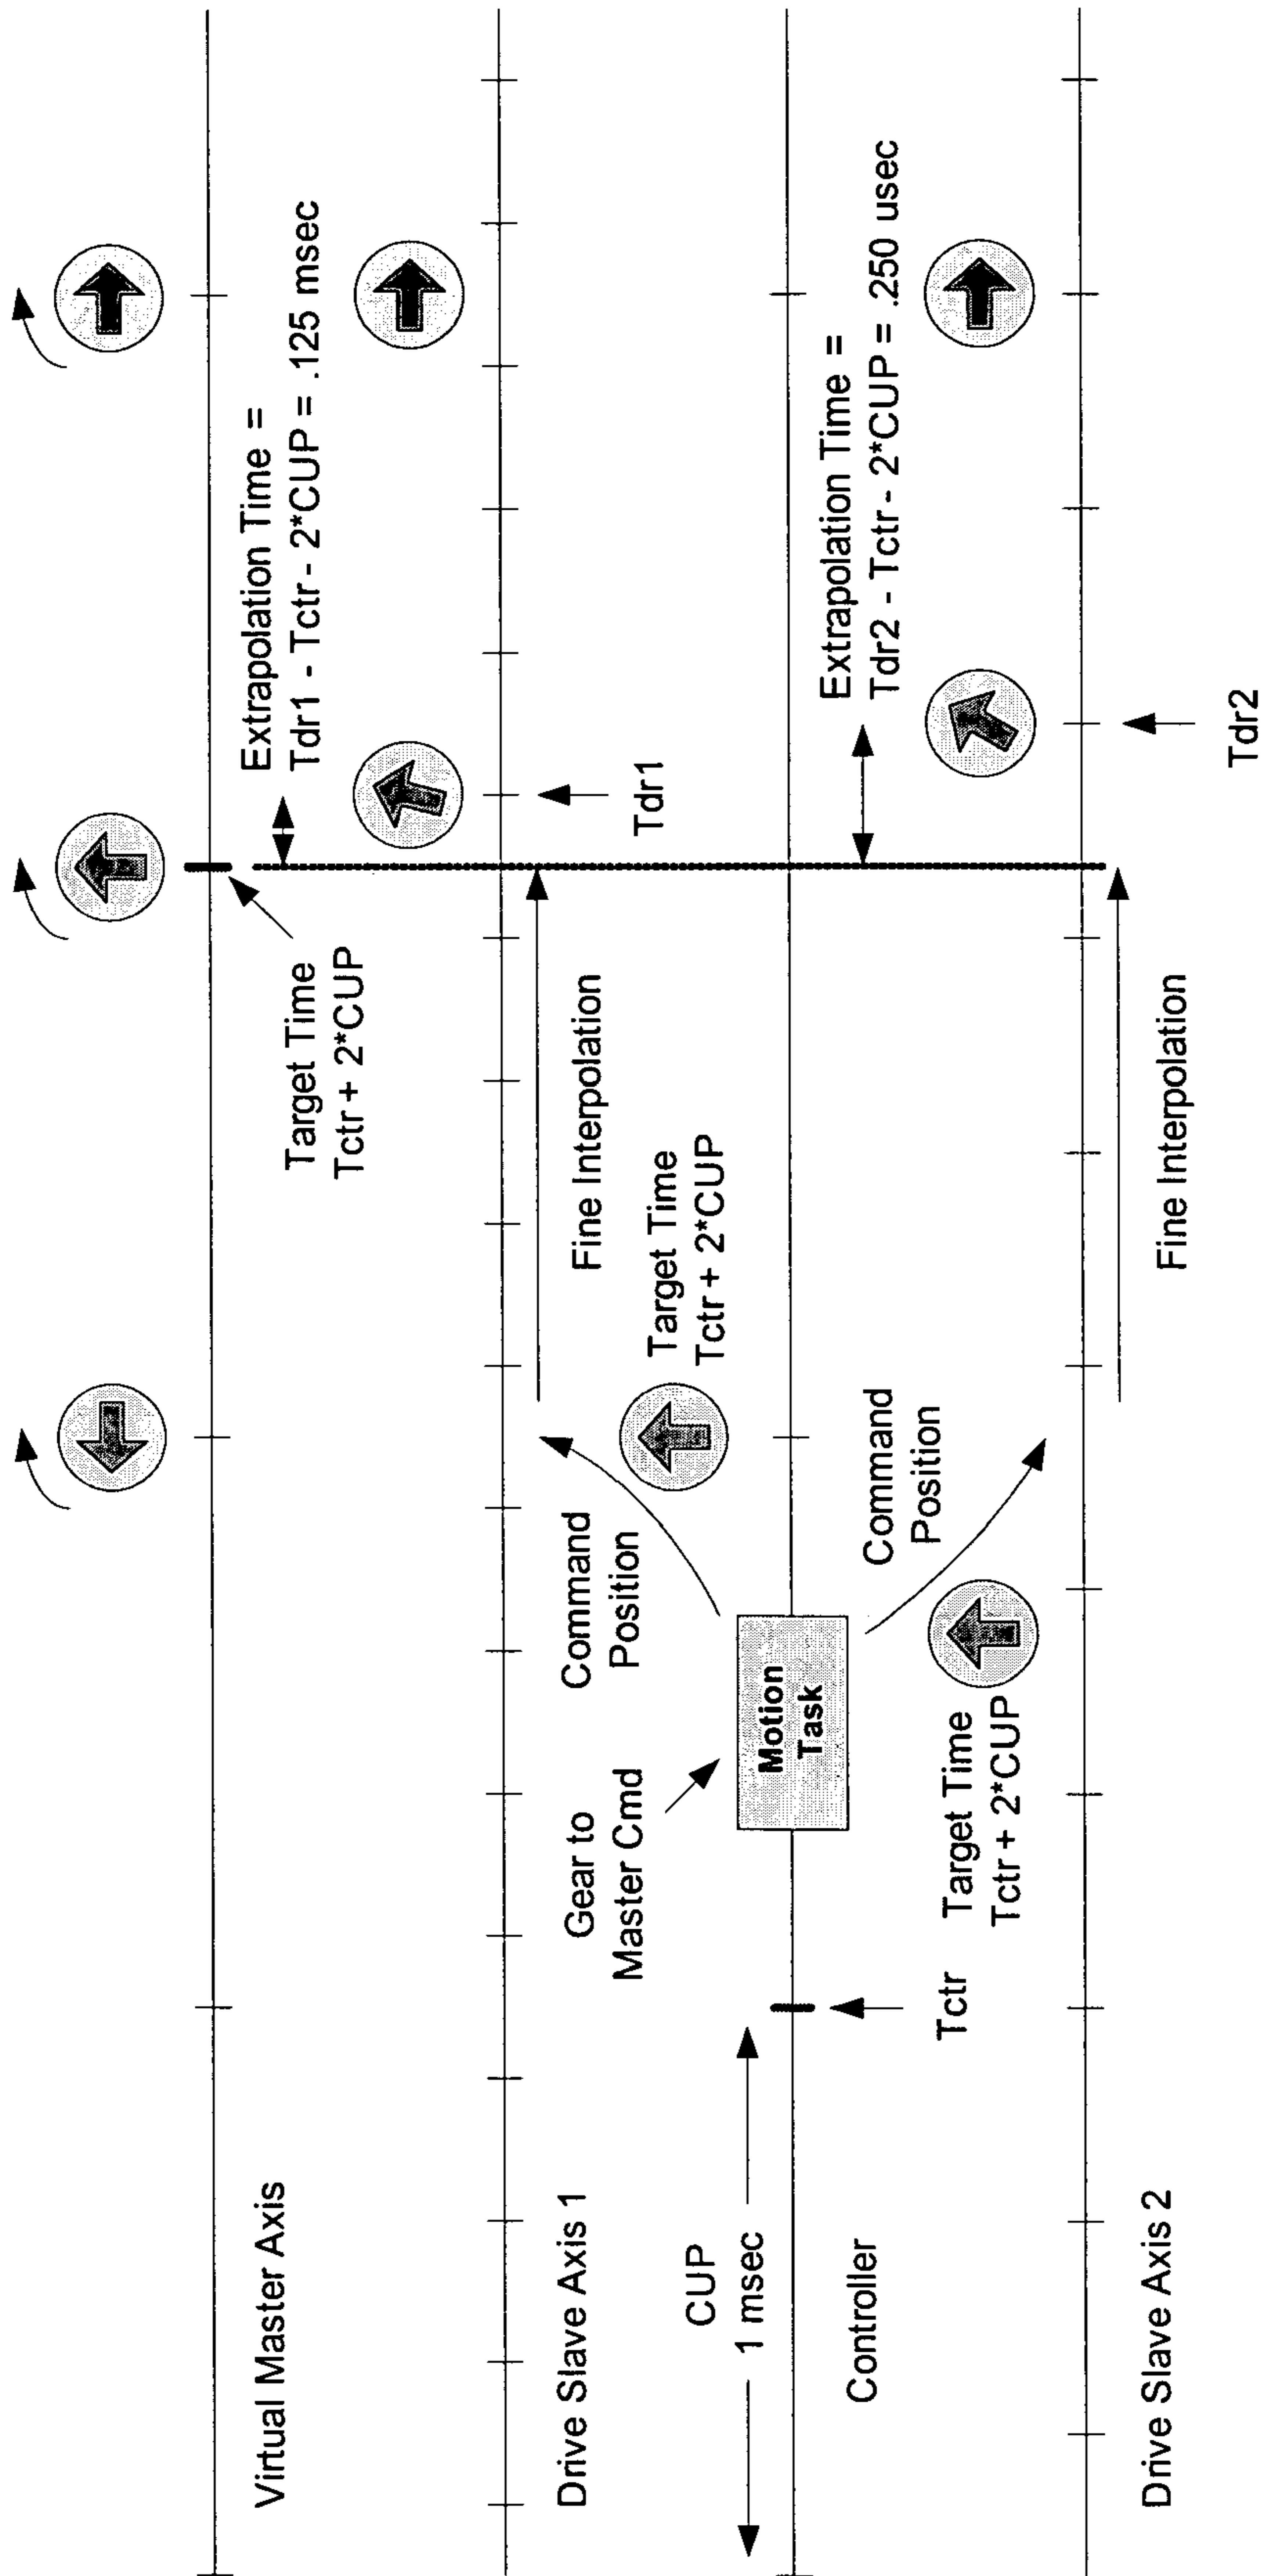 Virtual Master Axis
Target Time
Tctr + 2*CUP
Extrapolation Time =
Tdr1 - Tctr - 2*CUP = .125 msec
Drive Slave Axis 1
Gear to
Master Cmd
Command
Position
Fine Interpolation
Target Time
Tctr + 2*CUP
Tdr1
CUP
1 msec
Motion
Task
Controller
Tctr
Command
Position
Target Time
Tctr + 2*CUP
Extrapolation Time =
Tdr2 - Tctr - 2*CUP = .250 usec
Drive Slave Axis 2
Fine Interpolation
Tdr2